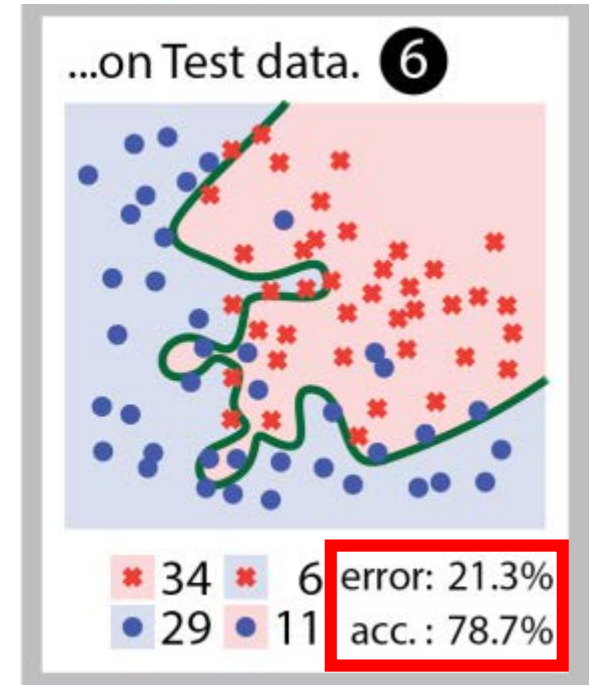 ...on Test data. 6
34 6 error: 21.3%
29 11 acc. : 78.7%